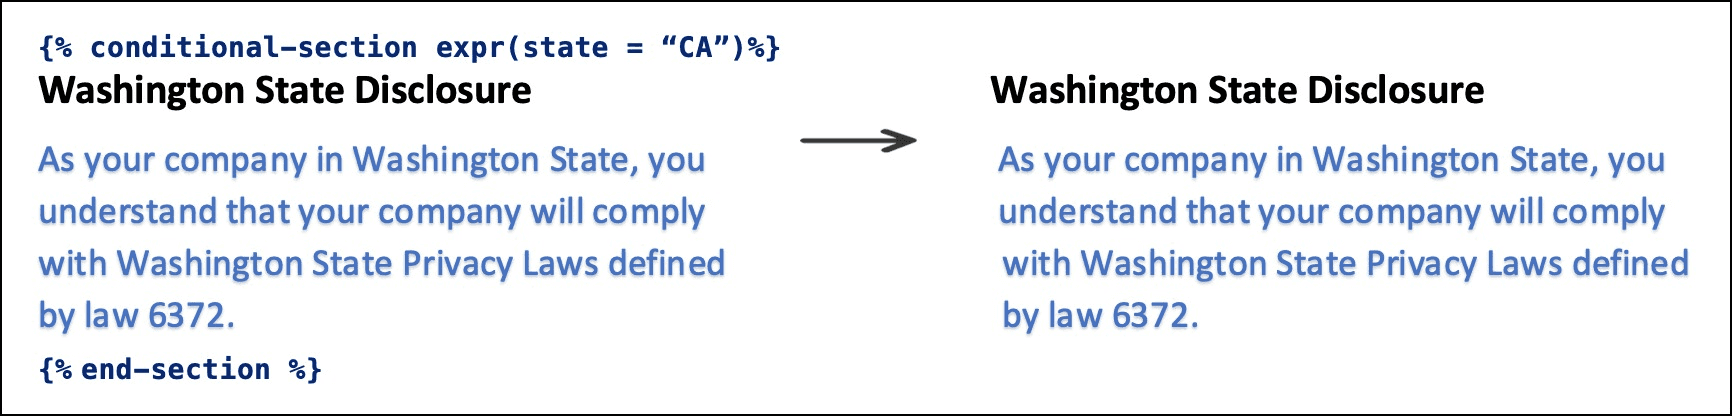 {% conditional-section expr(state = “CA”)%}
Washington State Disclosure
As your company in Washington State, you
understand that your company will comply
with Washington State Privacy Laws defined
by law 6372.
{% end-section %}
Washington State Disclosure
As your company in Washington State, you
understand that your company will comply
with Washington State Privacy Laws defined
by law 6372.